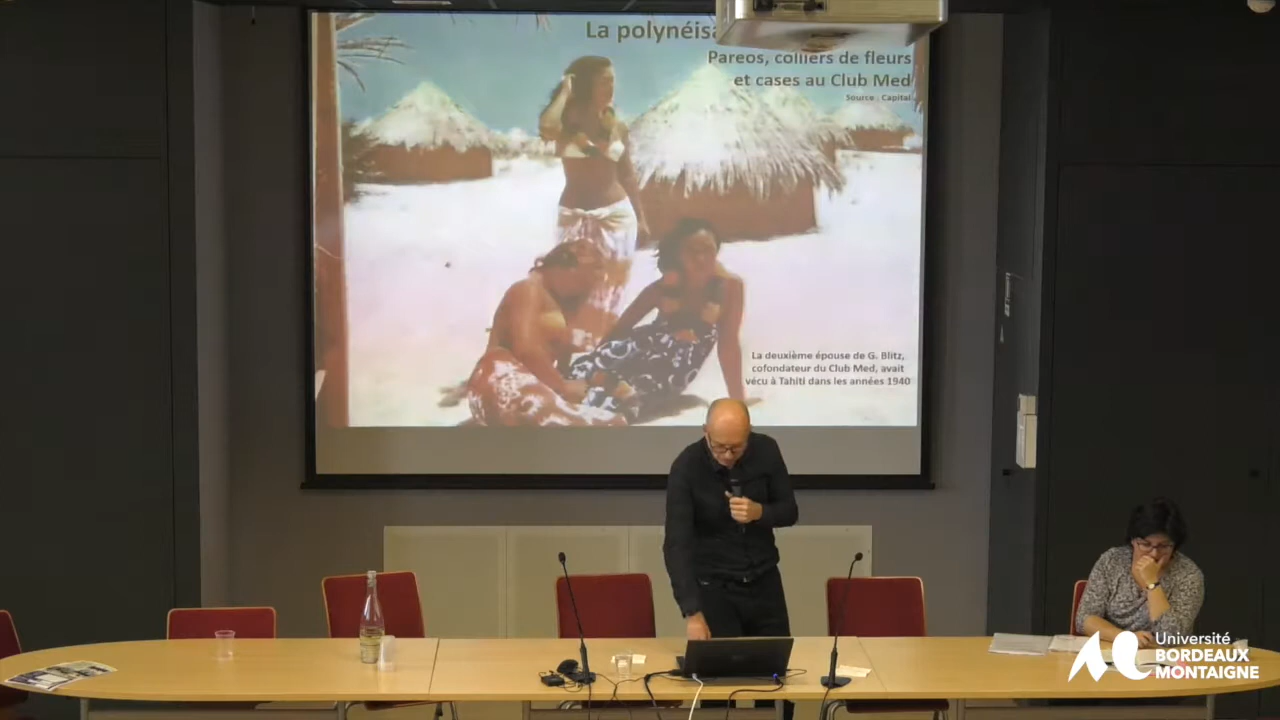 La polynéisa
Pareos, colliers de fleurs
et cases au Club Med
Source : Capital
La deuxième épouse de G. Blitz,
cofondateur du Club Med, avait
vécu à Tahiti dans les années 1940
Université
BORDEAUX
MONTAIGNE